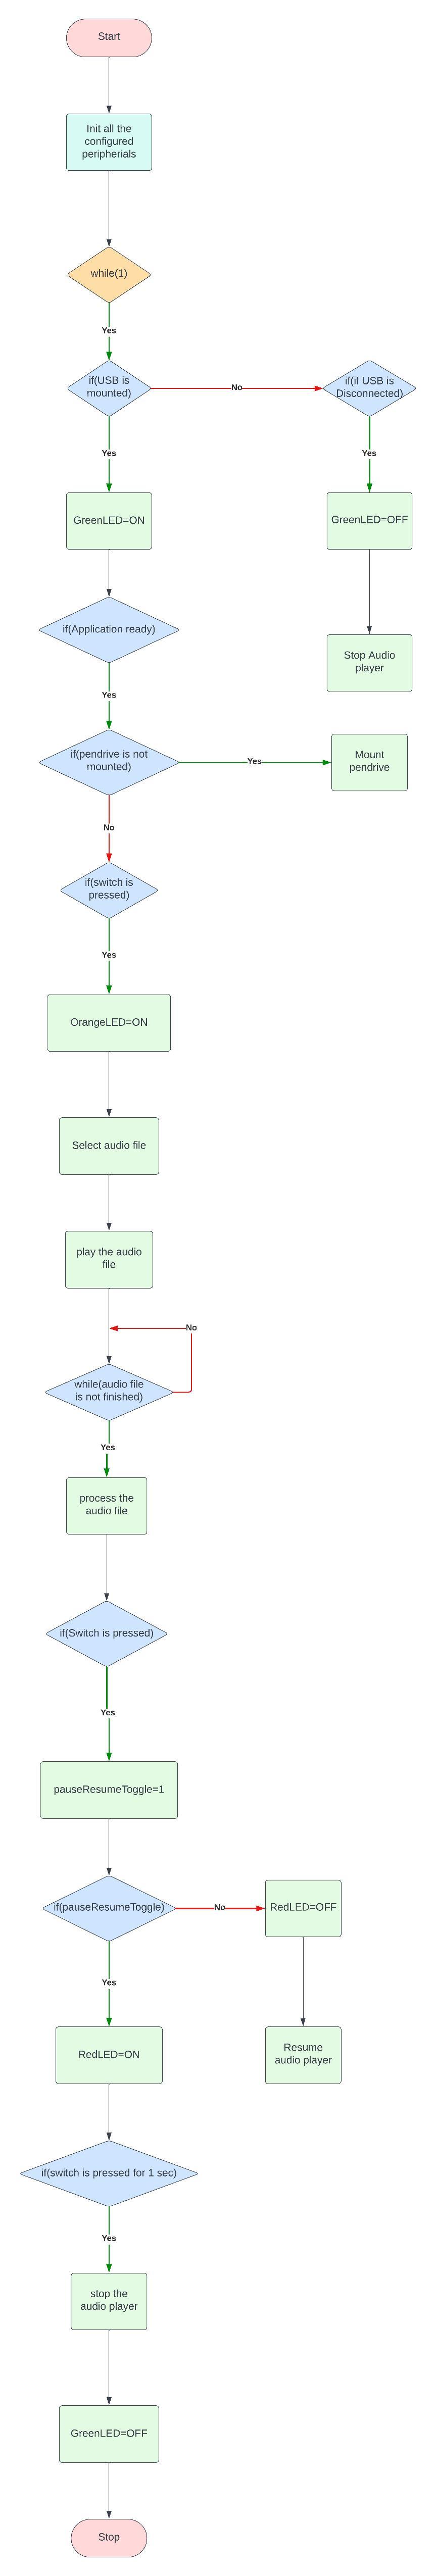 Start
Init all the
configured
peripherials
while(1)
Yes
if(USB is
mounted)
No
if(if USB is
Disconnected)
Yes
Yes
GreenLED=ON
GreenLED=OFF
if(Application ready)
Stop Audio
player
Yes
if(pendrive is not
mounted)
Yes
Mount
pendrive
No
if(switch is
pressed)
Yes
OrangeLED=ON
Select audio file
play the audio
file
No
while(audio file
is not finished)
Yes
process the
audio file
if(Switch is pressed)
Yes
pauseResumeToggle=1
if(pauseResumeToggle)
No
RedLED=OFF
Yes
RedLED=ON
Resume
audio player
if(switch is pressed for 1 sec)
Yes
stop the
audio player
GreenLED=OFF
Stop